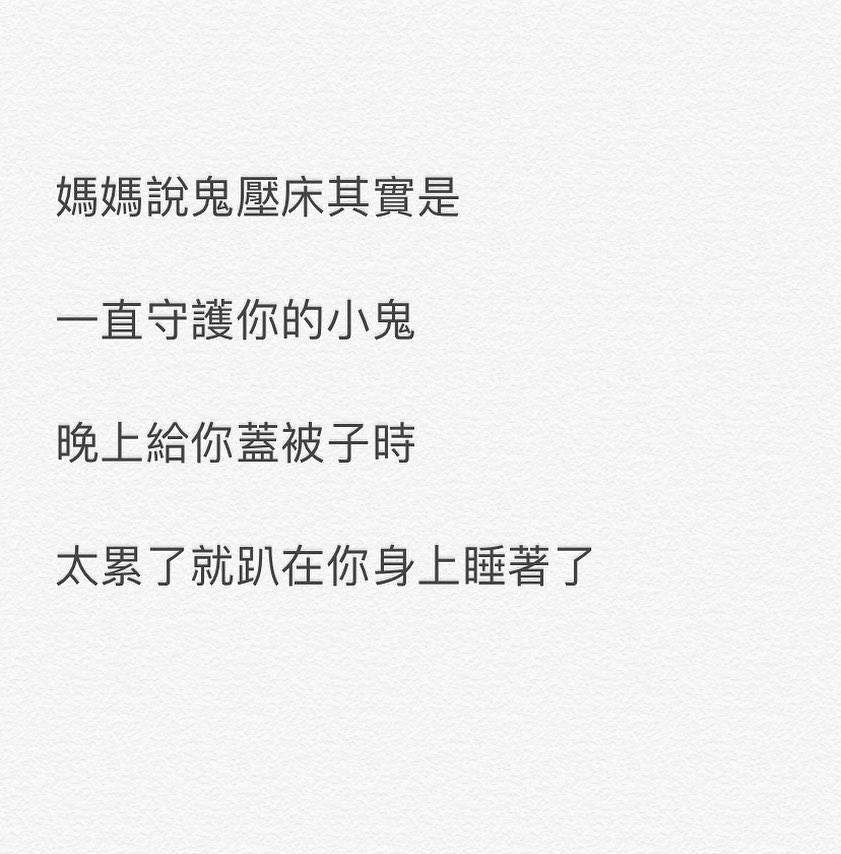 媽媽說鬼壓床其實是
一直守護你的小鬼
晚上給你蓋被子時
太累了就趴在你身上睡著了